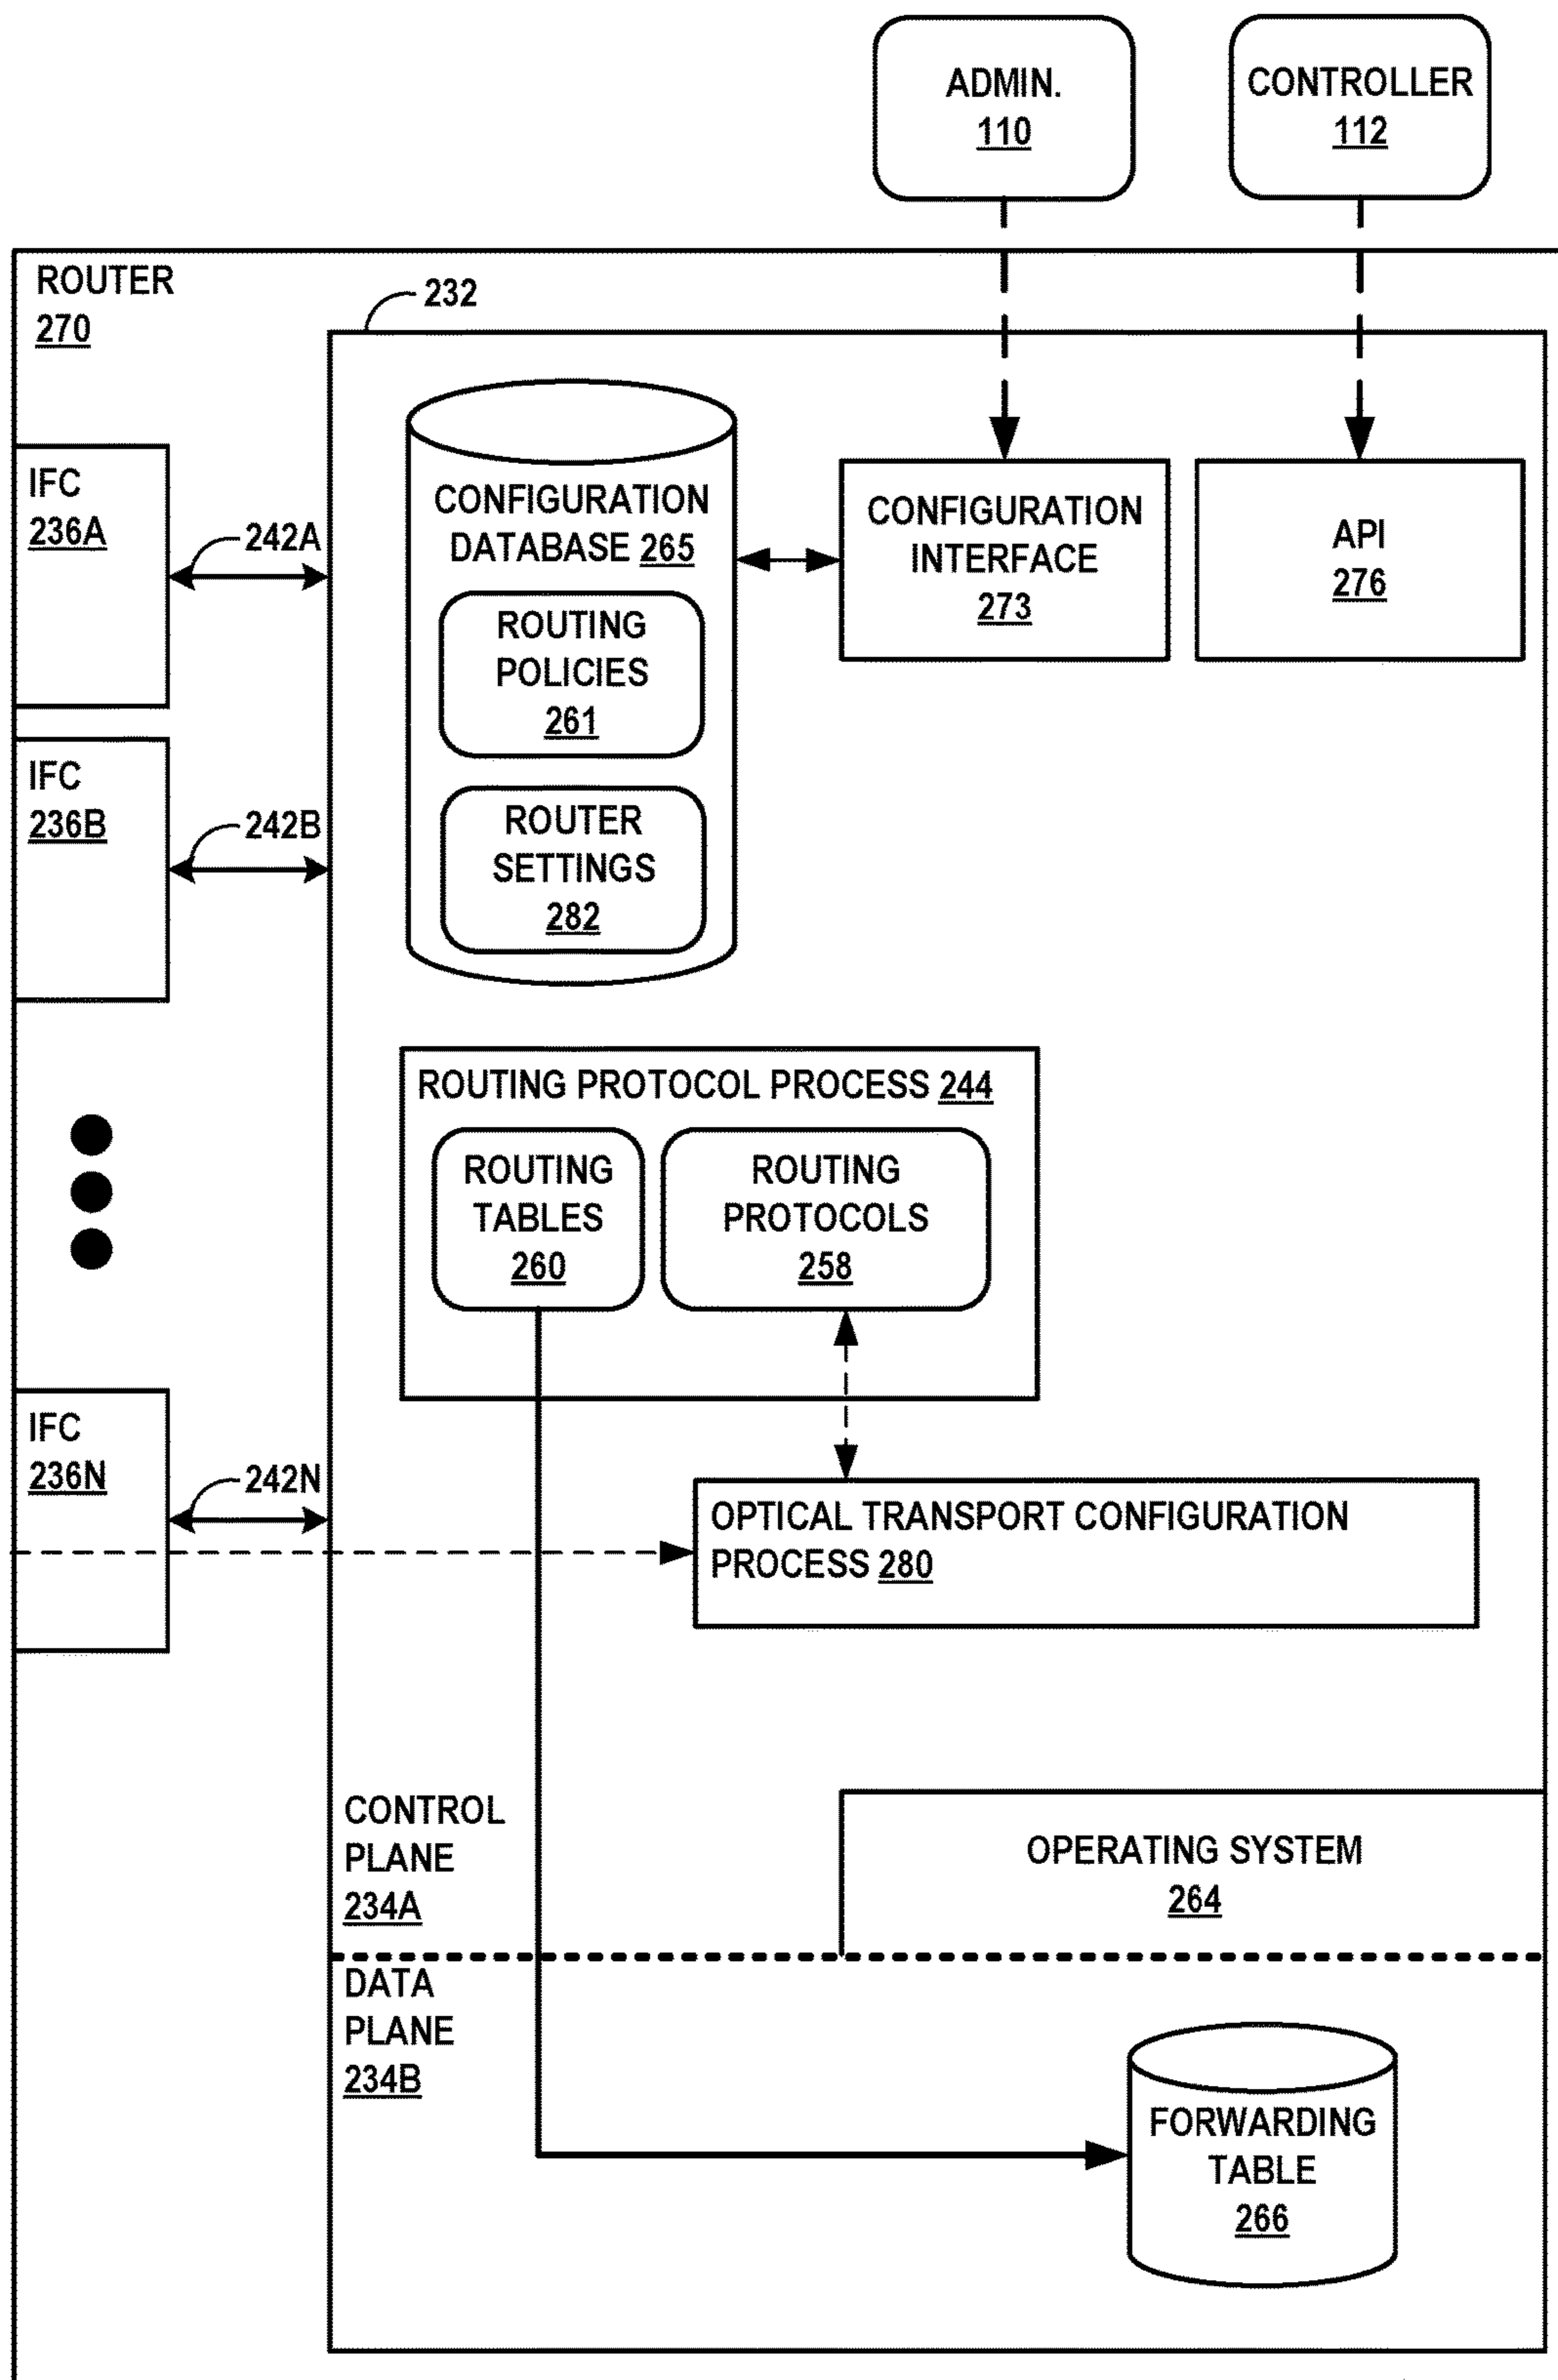 ADMIN.
110
CONTROLLER
112
ROUTER
270
232
IFC
236A
242A
CONFIGURATION
DATABASE 265
ROUTING
POLICIES
261
ROUTER
SETTINGS
282
CONFIGURATION
INTERFACE
273
API
276
IFC
236B
242B
ROUTING PROTOCOL PROCESS 244
ROUTING
TABLES
260
ROUTING
PROTOCOLS
258
IFC
236N
242N
OPTICAL TRANSPORT CONFIGURATION
PROCESS 280
CONTROL
PLANE
234A
OPERATING SYSTEM
264
DATA
PLANE
234B
FORWARDING
TABLE
266